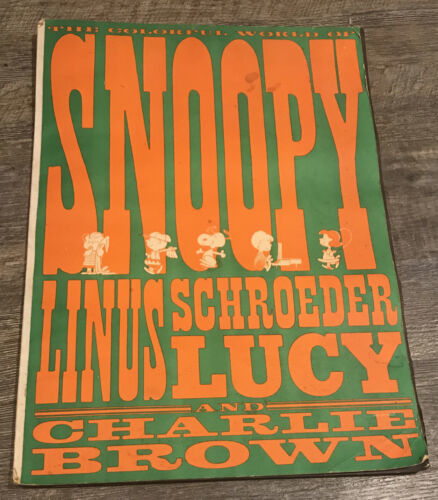 THE COLORFUL WORLD OF
SNOOPY
LINUS
SCHROEDER
LUCY
AND
CHARLIE
BROWN